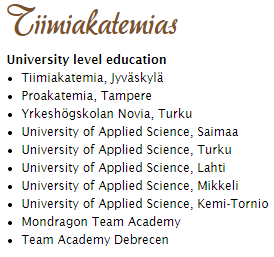 Tiimiakatemias
University level education
• Tiimiakatemia, Jyväskylä
• Proakatemia, Tampere
• Yrkeshögskolan Novia, Turku
• University of Applied Science, Saimaa
• University of Applied Science, Turku
• University of Applied Science, Lahti
• University of Applied Science, Mikkeli
• University of Applied Science, Kemi-Tornio
• Mondragon Team Academy
• Team Academy Debrecen